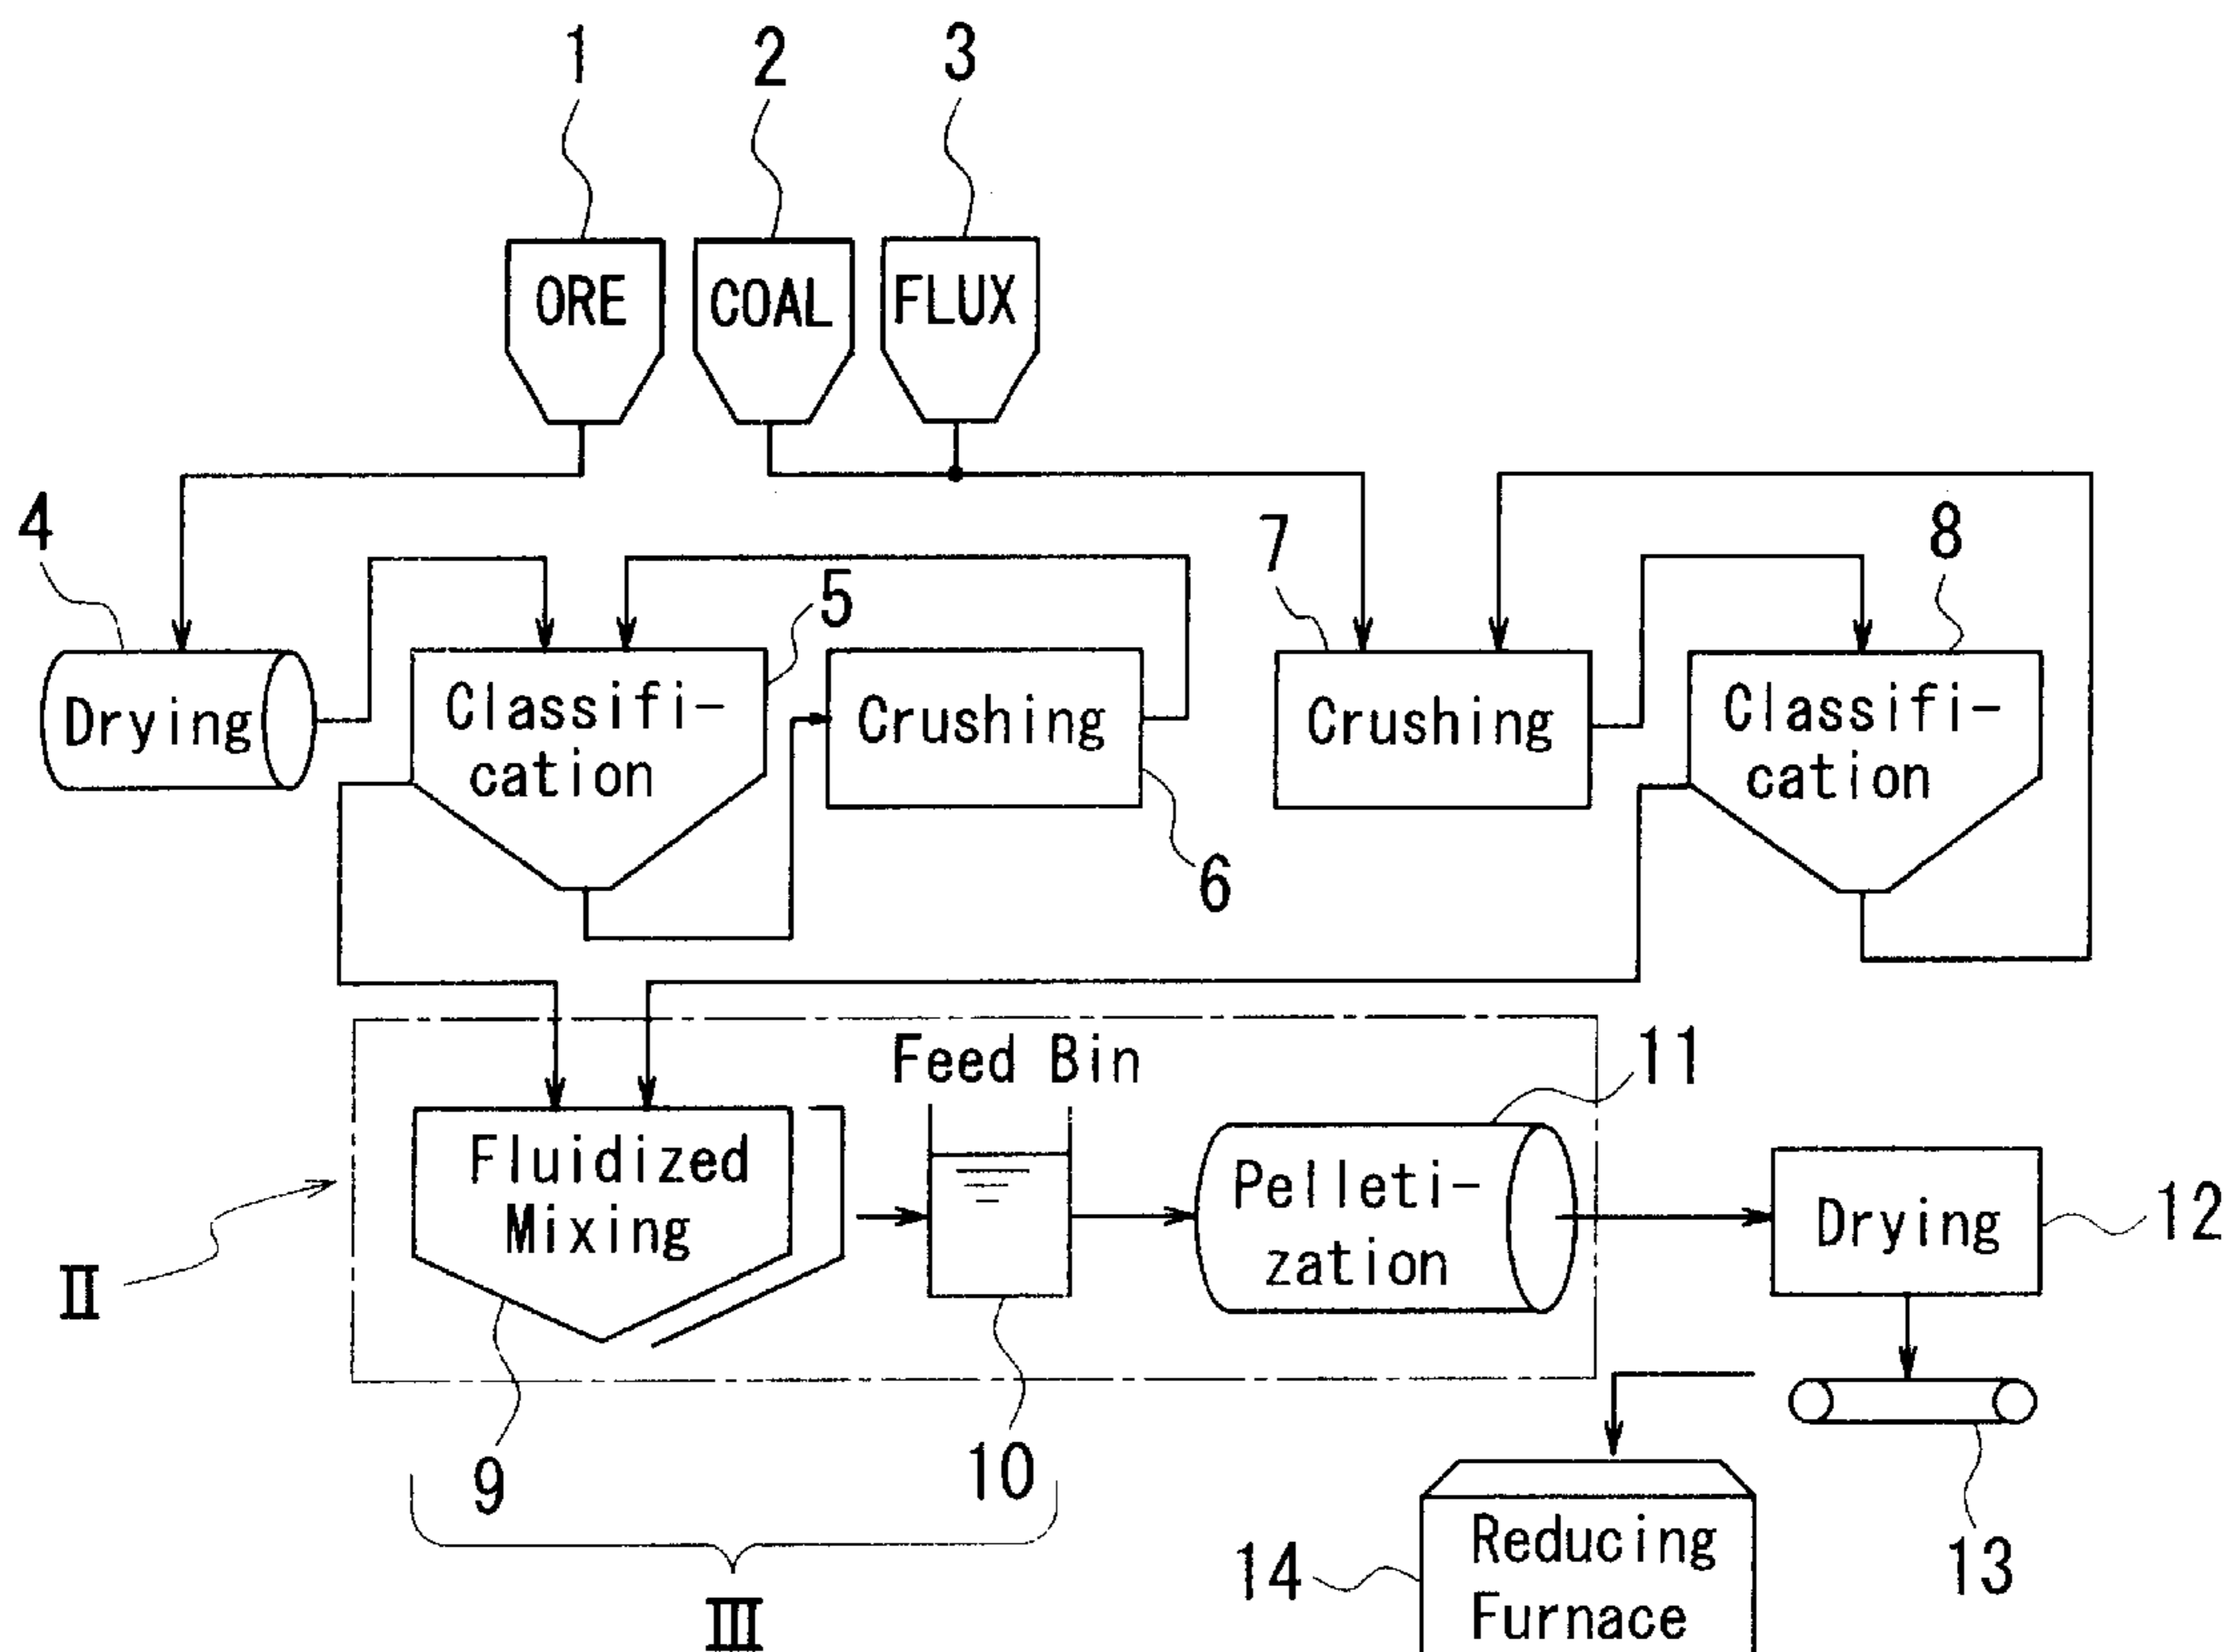 1
2
3
ORE
COAL
FLUX
4
5
7
8
Drying
Classifi-
cation
Crushing
Crushing
Classifi-
cation
6
Feed Bin
11
Fluidized
Mixing
Pelleti-
zation
Drying
12
II
9
10
III
13
14
Reducing
Furnace